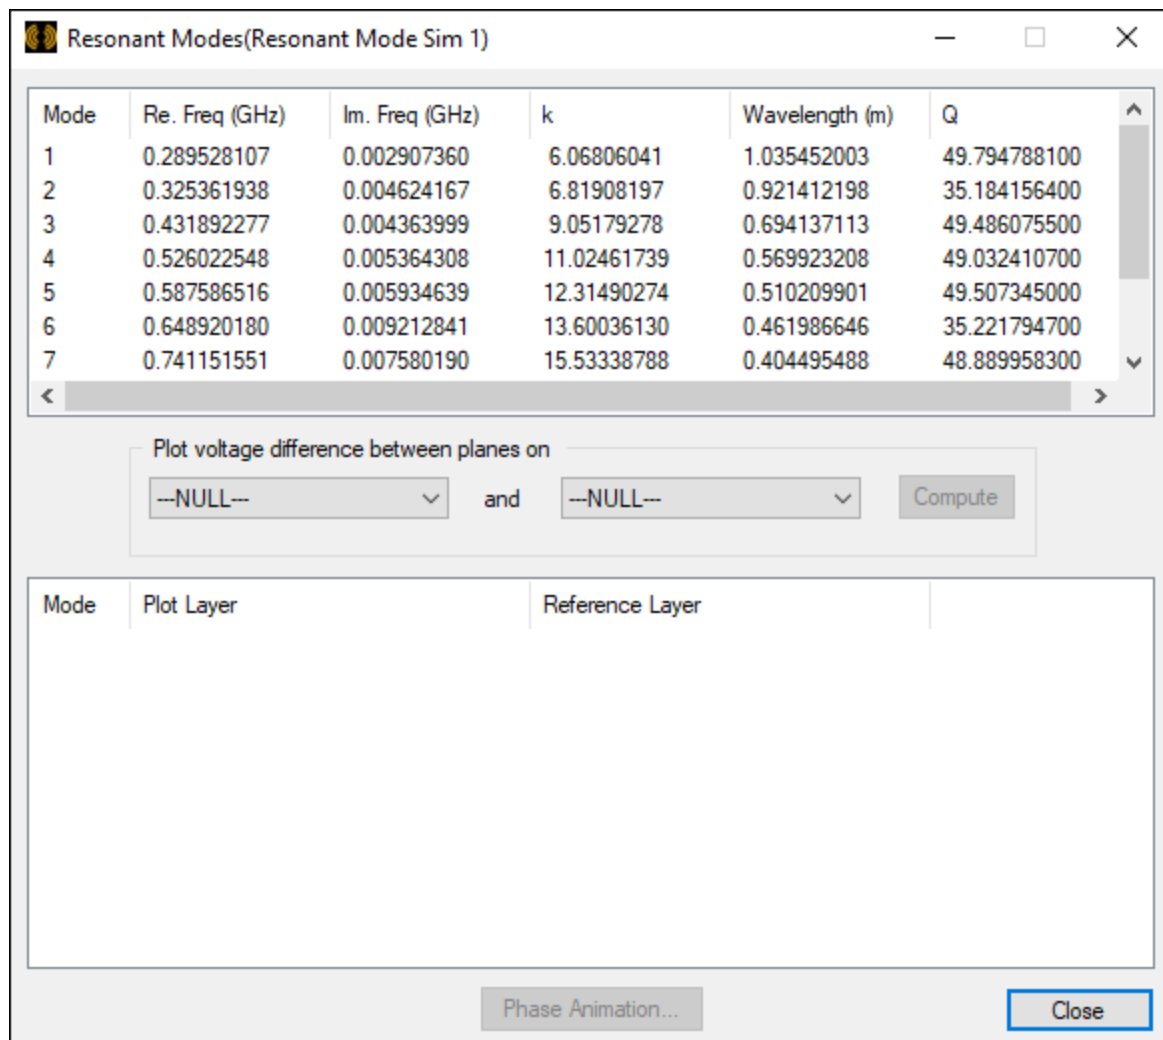 Resonant Modes(Resonant Mode Sim 1)
Mode Re. Freq (GHz) Im. Freq (GHz) k Wavelength (m) Q
1 0.289528107 0.002907360 6.06806041 1.035452003 49.794788100
2 0.325361938 0.004624167 6.81908197 0.921412198 35.184156400
3 0.431892277 0.004363999 9.05179278 0.694137113 49.486075500
4 0.526022548 0.005364308 11.02461739 0.569923208 49.032410700
5 0.587586516 0.005934639 12.31490274 0.510209901 49.507345000
6 0.648920180 0.009212841 13.60036130 0.461986646 35.221794700
7 0.741151551 0.007580190 15.53338788 0.404495488 48.889958300
Plot voltage difference between planes on
---NULL--- and ---NULL--- Compute
Mode Plot Layer Reference Layer
Phase Animation... Close